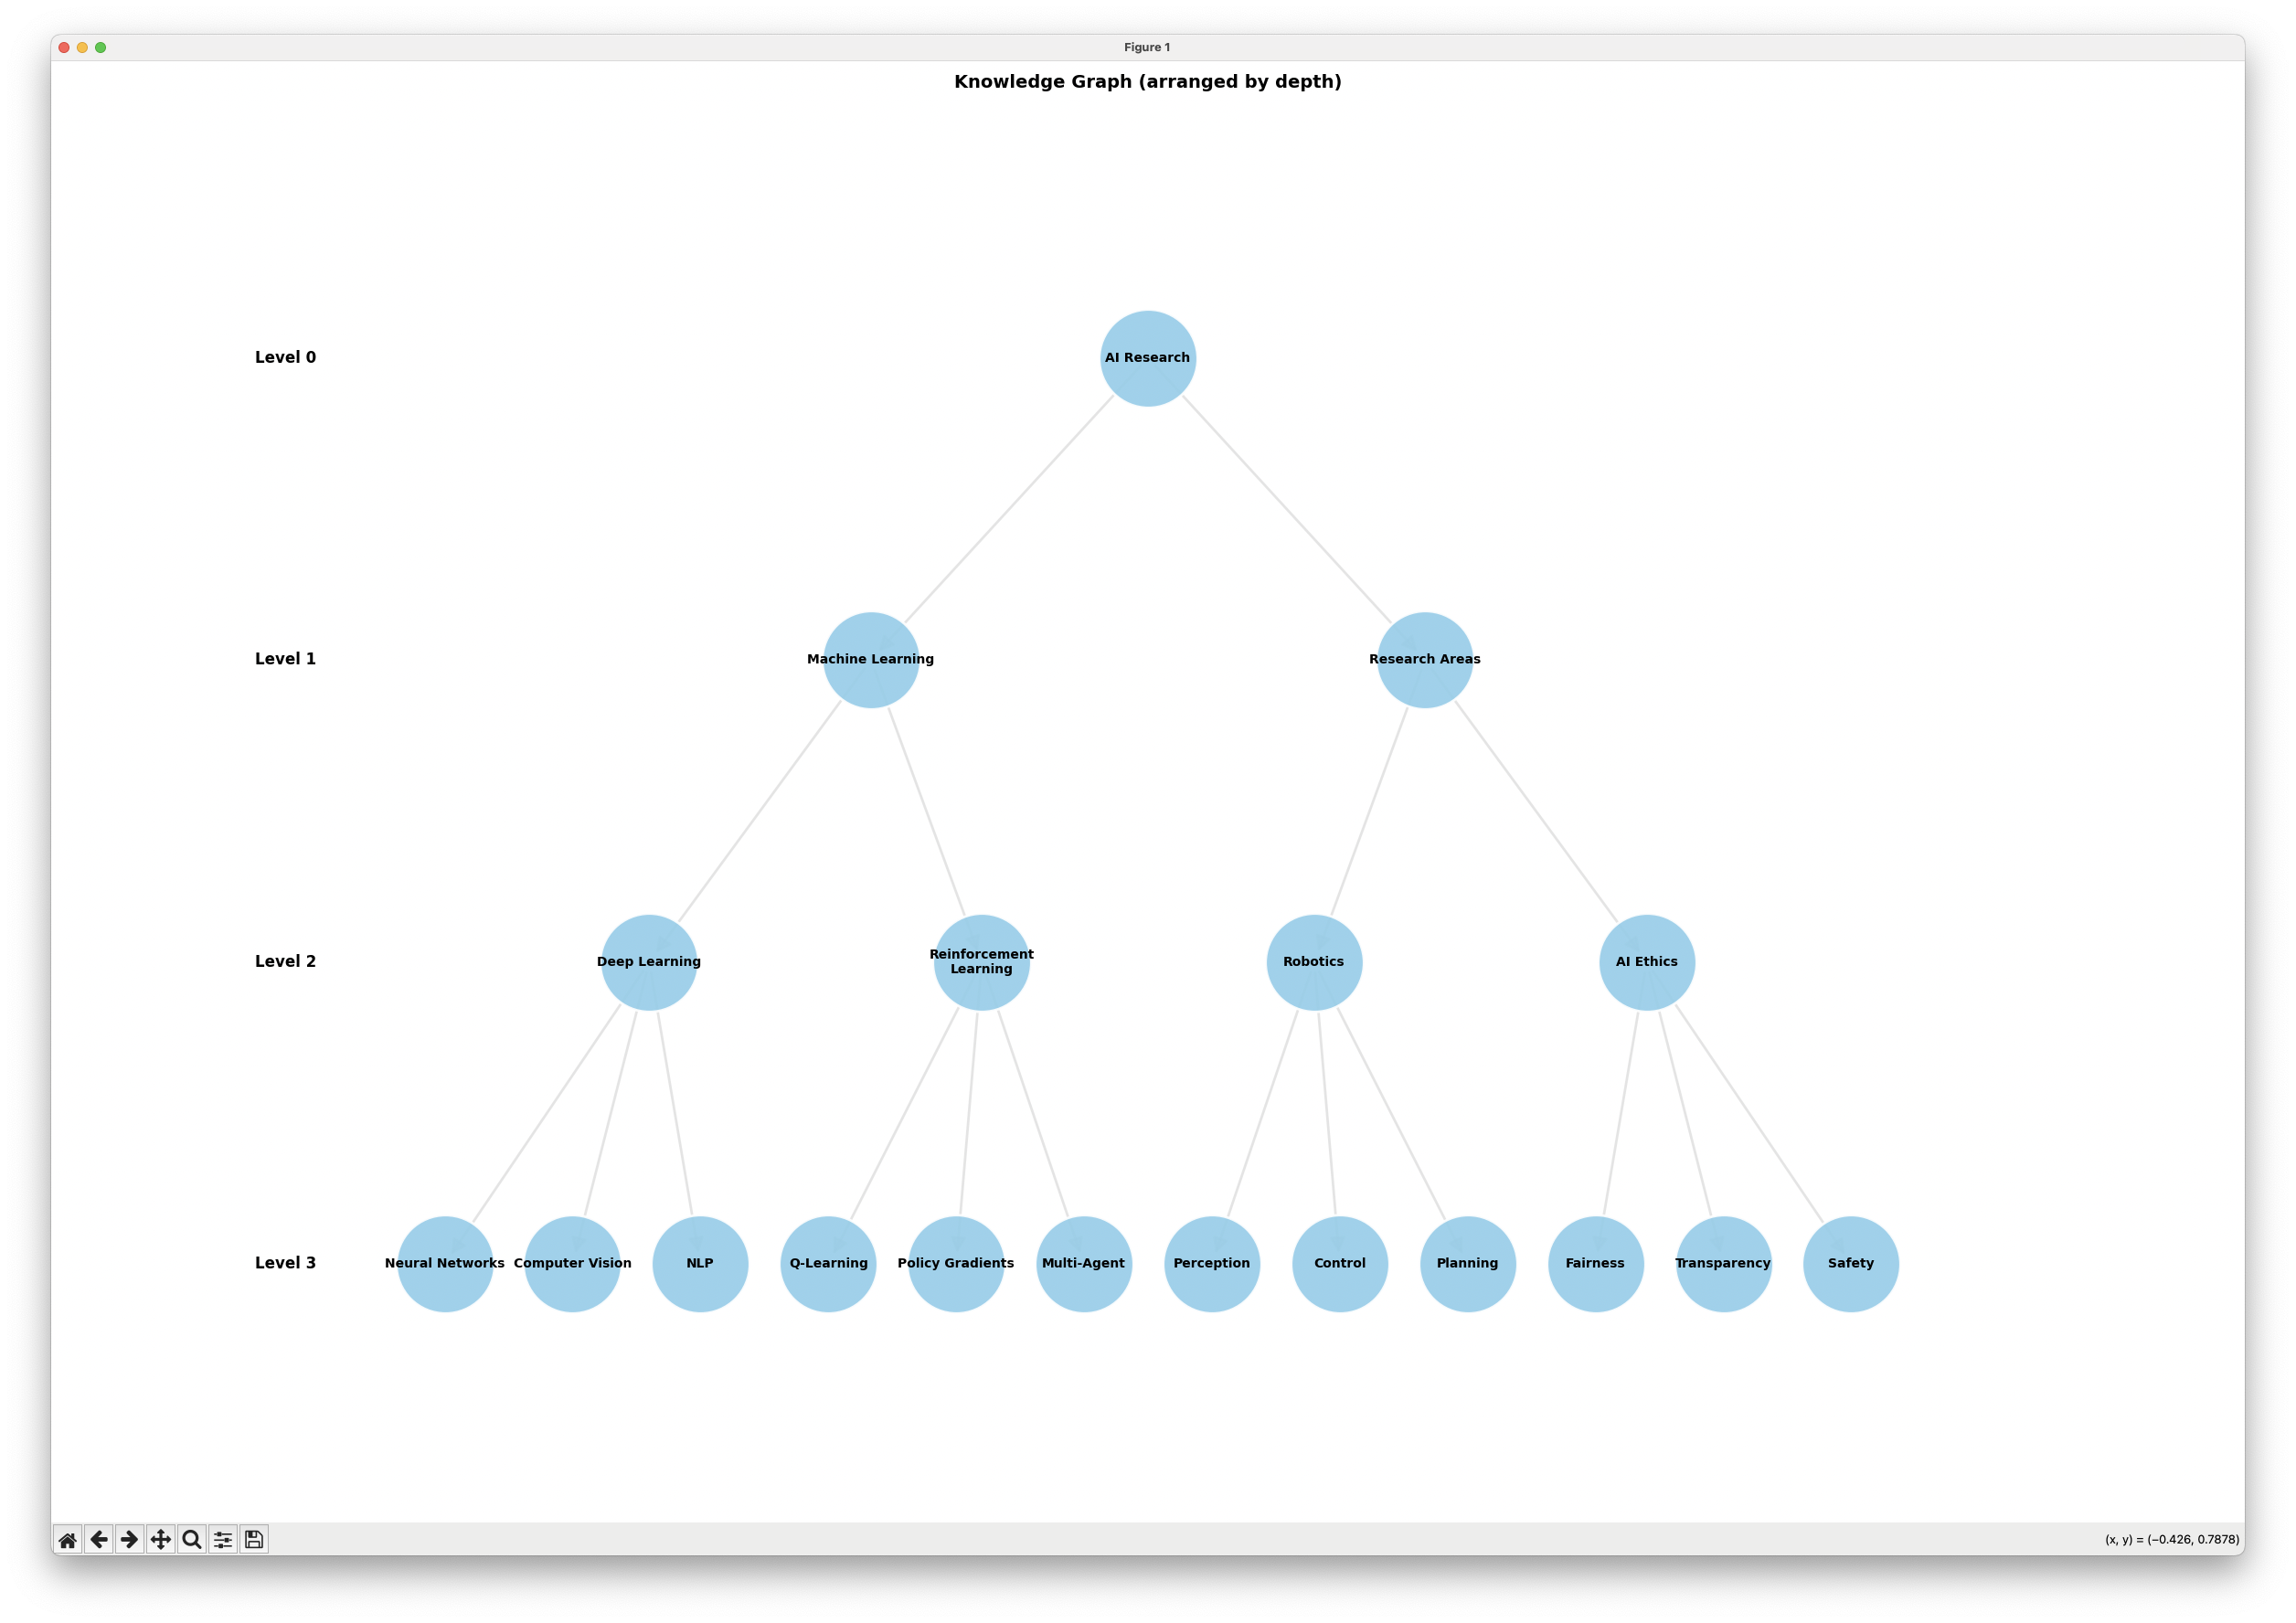 Figure 1
Knowledge Graph (arranged by depth)
Level 0
AI Research
Level 1
Machine Learning
Research Areas
Level 2
Deep Learning
Reinforcement
Learning
Robotics
AI Ethics
Level 3
Neural Networks
Computer Vision
NLP
Q-Learning
Policy Gradients
Multi-Agent
Perception
Control
Planning
Fairness
Transparency
Safety
(x, y) = (−0.426, 0.7878)